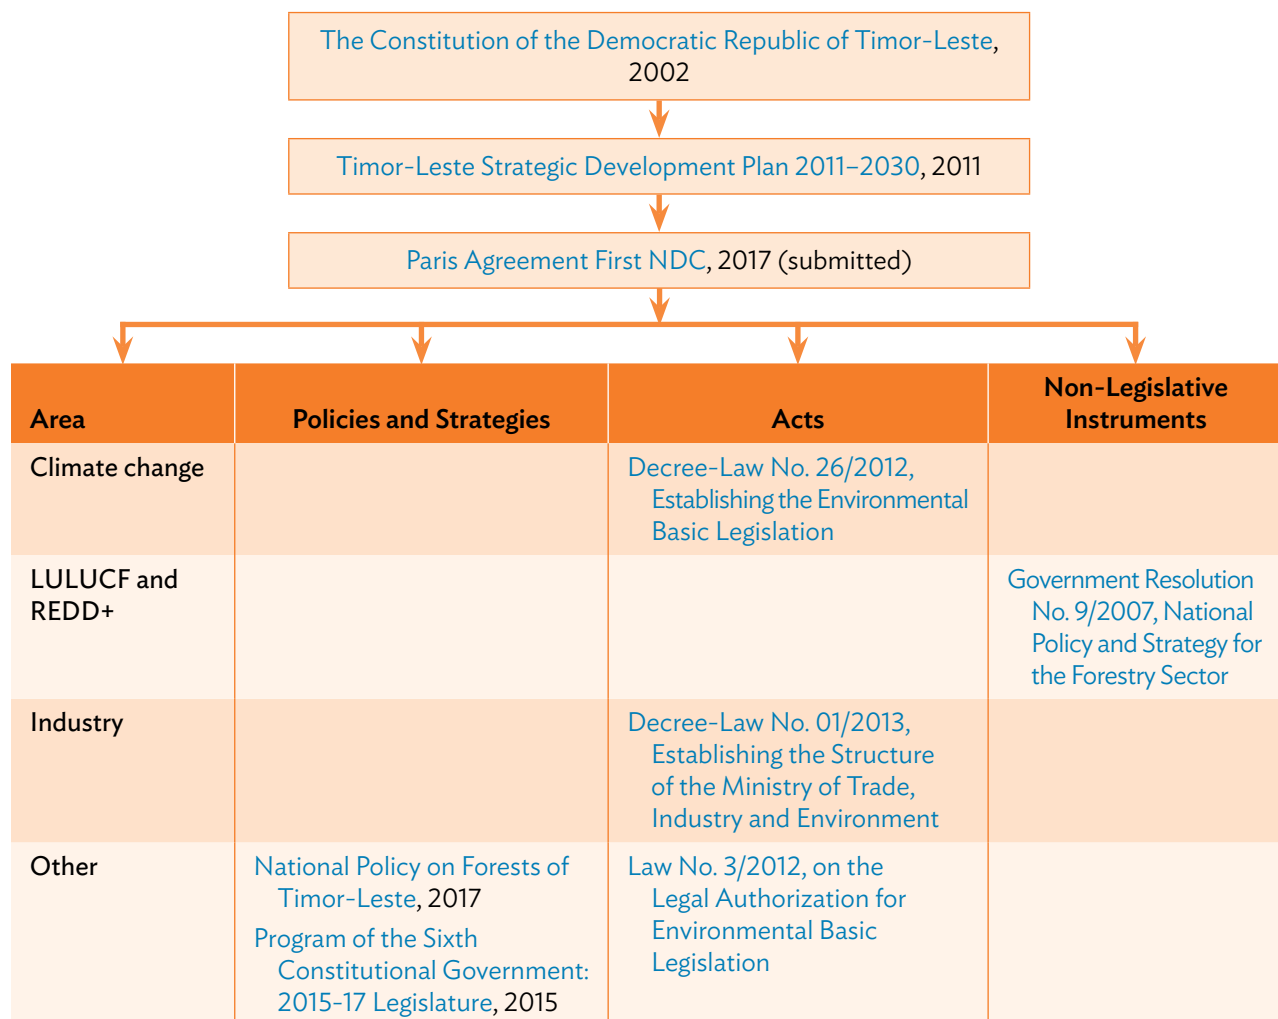 The Constitution of the Democratic Republic of Timor-Leste,
2002
Timor-Leste Strategic Development Plan 2011–2030, 2011
Paris Agreement First NDC, 2017 (submitted)
Area
Policies and Strategies
Acts
Non-Legislative
Instruments
Climate change
Decree-Law No. 26/2012,
Establishing the Environmental
Basic Legislation
LULUCF and
REDD+
Government Resolution
No. 9/2007, National
Policy and Strategy for
the Forestry Sector
Industry
Decree-Law No. 01/2013,
Establishing the Structure
of the Ministry of Trade,
Industry and Environment
Other
National Policy on Forests of
Timor-Leste, 2017
Program of the Sixth
Constitutional Government:
2015-17 Legislature, 2015
Law No. 3/2012, on the
Legal Authorization for
Environmental Basic
Legislation